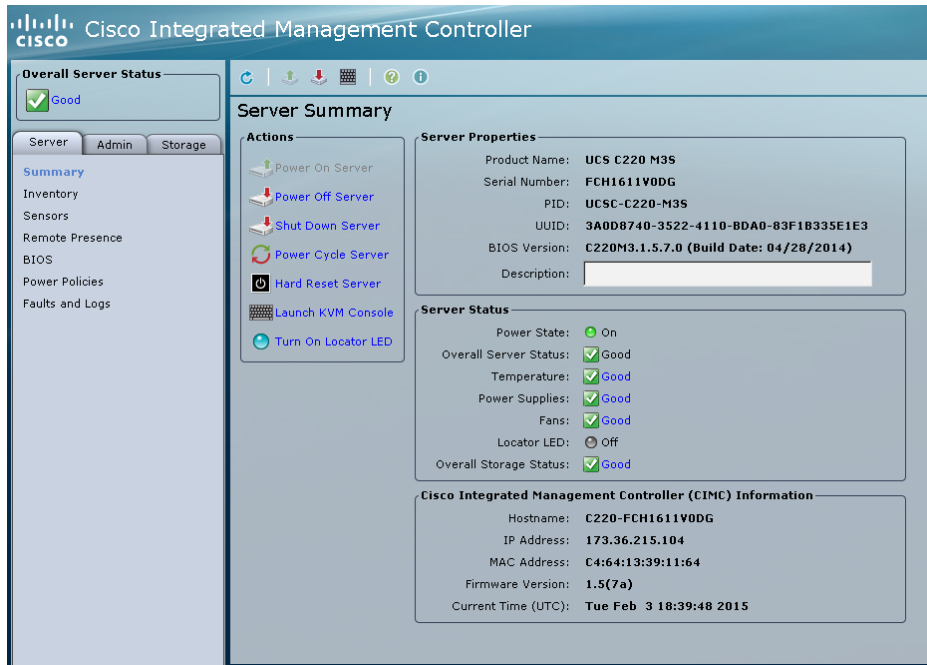 CISCO
Cisco Integrated Management Controller
Overall Server Status
Good
Server Admin Storage
Summary
Inventory
Sensors
Remote Presence
BIOS
Power Policies
Faults and Logs
Server Summary
Actions
Power On Server
Power Off Server
Shut Down Server
Power Cycle Server
Hard Reset Server
Launch KVM Console
Turn On Locator LED
Server Properties
Product Name: UCS C220 M3S
Serial Number: FCH1611V0DG
PID: UCSC-C220-M3S
UUID: 3A0D8740-3522-4110-BDA0-83F1B335E1E3
BIOS Version: C220M3.1.5.7.0 (Build Date: 04/28/2014)
Description:
Server Status
Power State: On
Overall Server Status: Good
Temperature: Good
Power Supplies: Good
Fans: Good
Locator LED: Off
Overall Storage Status: Good
Cisco Integrated Management Controller (CIMC) Information
Hostname: C220-FCH1611V0DG
IP Address: 173.36.215.104
MAC Address: C4:64:13:39:11:64
Firmware Version: 1.5(7a)
Current Time (UTC): Tue Feb 3 18:39:48 2015